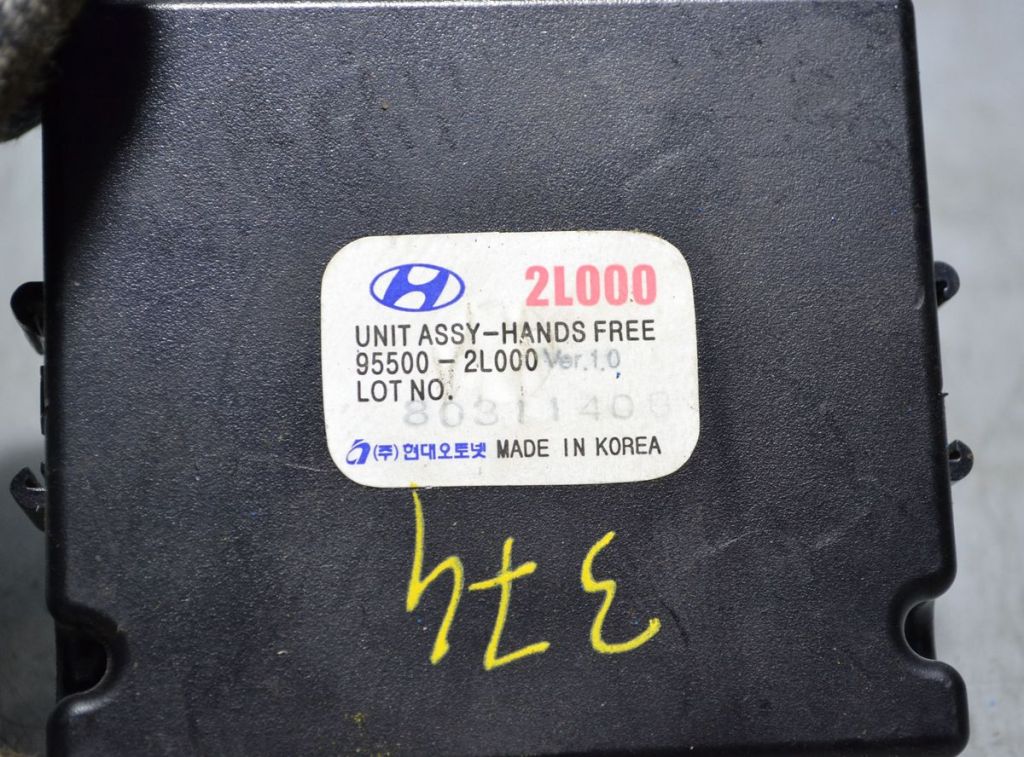 2L000
UNIT ASSY-HANDS FREE
95500-2L000 Ver.1.0
LOT NO.
(주)현대오토넷 MADE IN KOREA
374